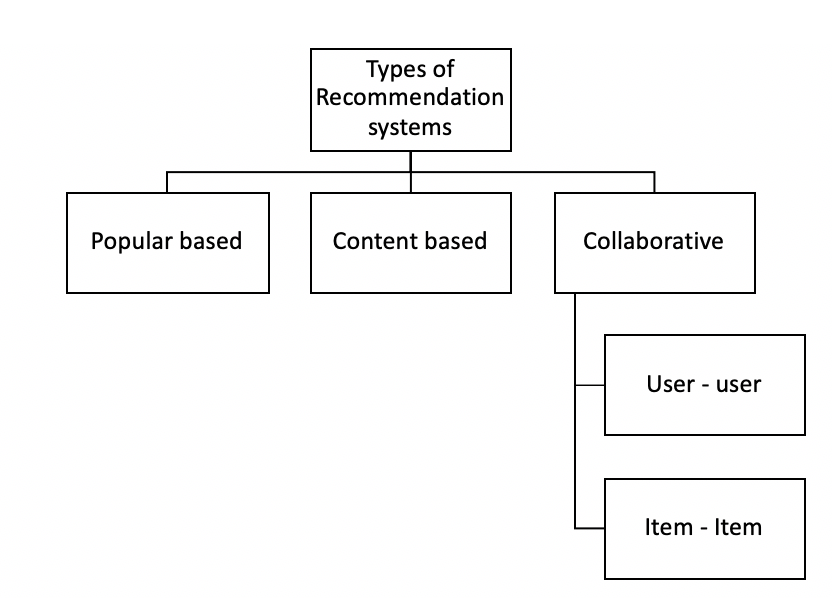 Types of
Recommendation
systems
Popular based
Content based
Collaborative
User - user
Item - Item